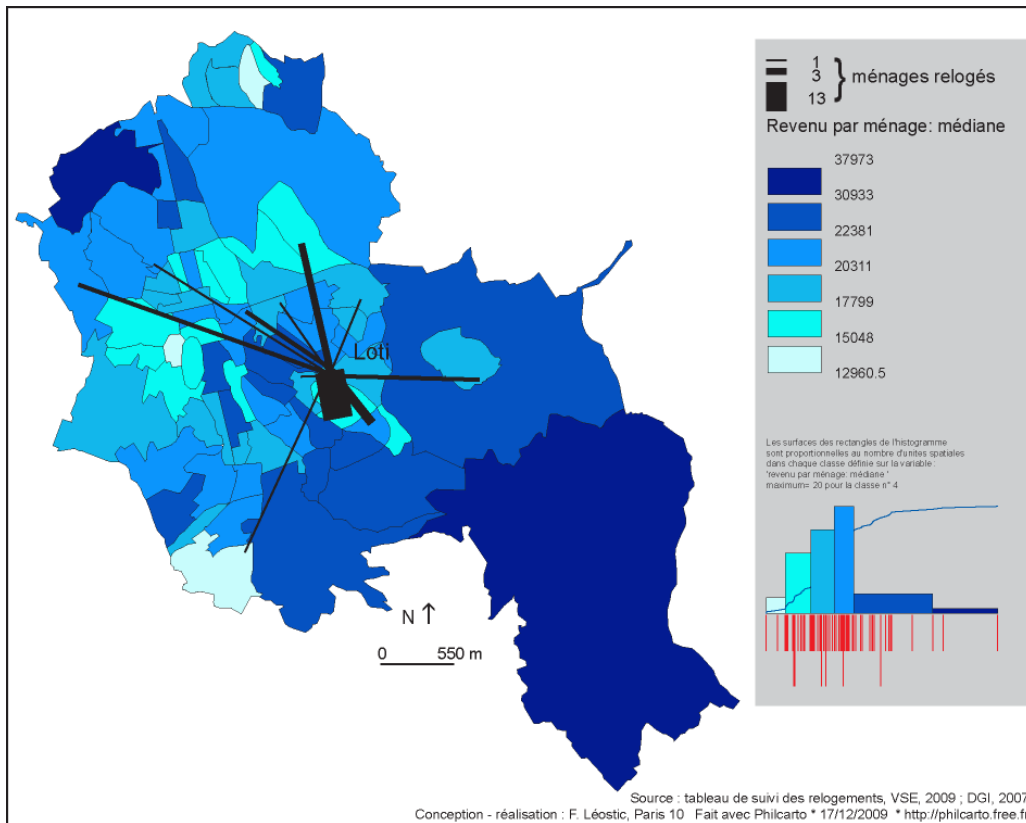 1
3
13
ménages relogés
Revenu par ménage: médiane
37973
30933
22381
20311
17799
15048
12960.5
Les surfaces des rectangles de l'histogramme
sont proportionnelles au nombre d'unites spatiales
dans chaque classe définie sur la variable :
'revenu par ménage: médiane '
maximum= 20 pour la classe n° 4
Loti
N ↑
0 550 m
Source : tableau de suivi des relogements, VSE, 2009 ; DGI, 2007
Conception - réalisation : F. Léostic, Paris 10 Fait avec Philcarto * 17/12/2009 * http://philcarto.free.fr